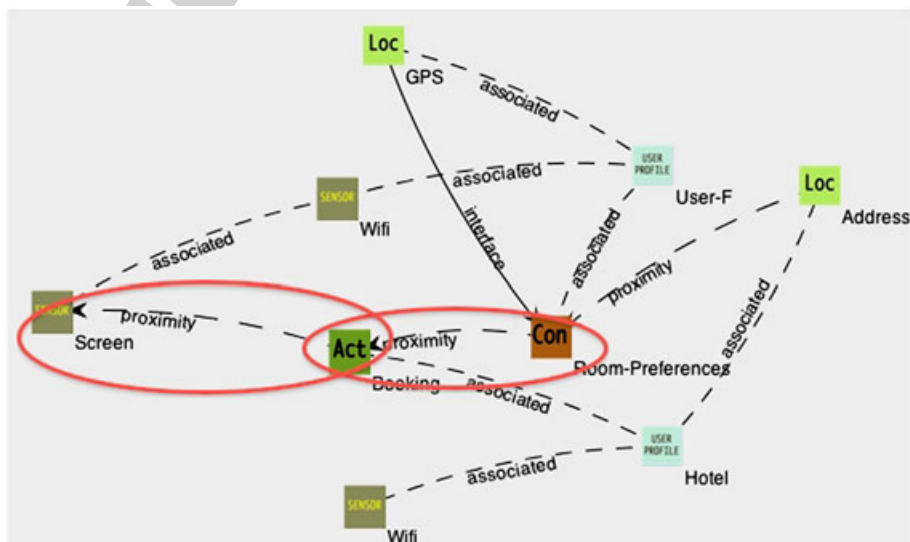 Loc
GPS
associated
USER
PROFILE
User-F
Loc
Address
associated
SENSOR
Wifi
interface
associated
proximity
associated
associated
SENSOR
Screen
proximity
Act
Booking
proximity
Con
Room-Preferences
associated
USER
PROFILE
Hotel
associated
SENSOR
Wifi